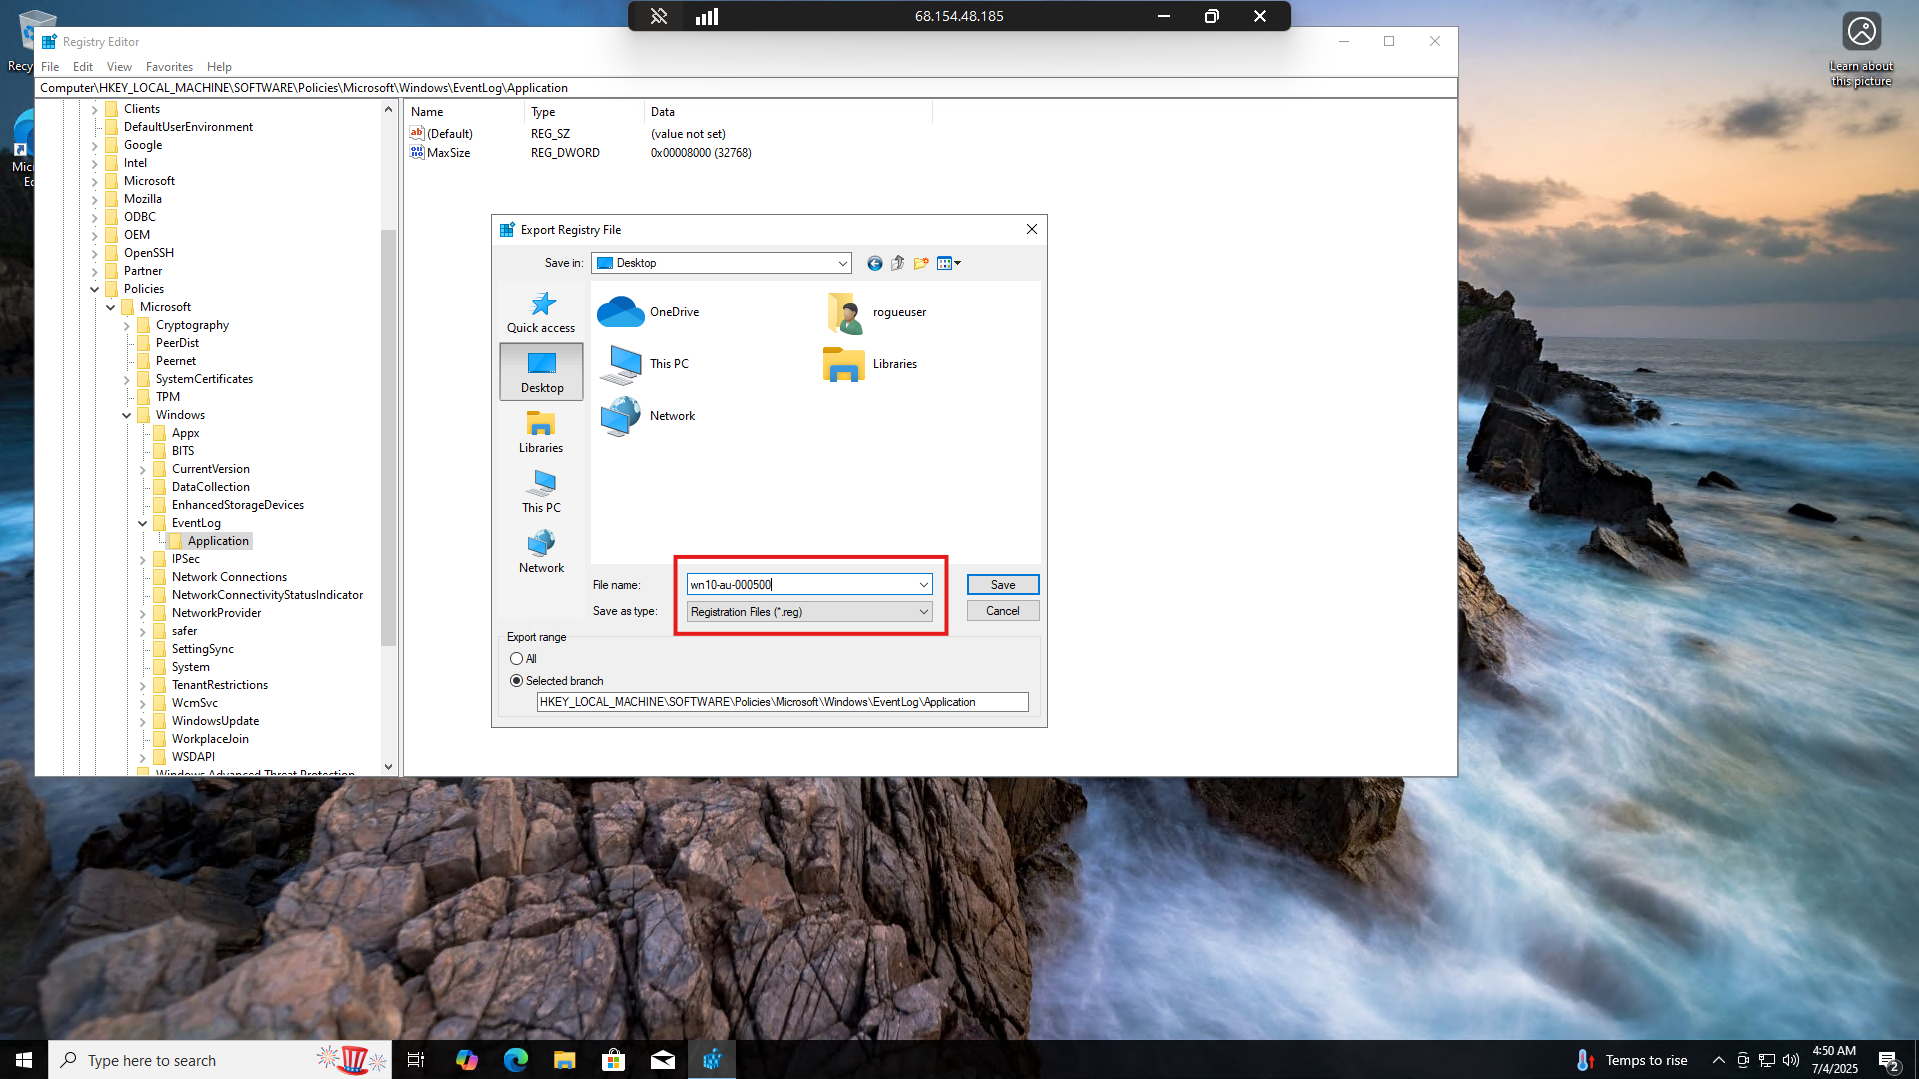 68.154.48.185
Recy
Learn about
this picture
Registry Editor
File Edit View Favorites Help
Computer\HKEY_LOCAL_MACHINE\SOFTWARE\Policies\Microsoft\Windows\EventLog\Application
Clients
DefaultUserEnvironment
Google
Intel
Microsoft
Mozilla
ODBC
OEM
OpenSSH
Partner
Policies
Microsoft
Cryptography
PeerDist
Peernet
SystemCertificates
TPM
Windows
Appx
BITS
CurrentVersion
DataCollection
EnhancedStorageDevices
EventLog
Application
IPSec
Network Connections
NetworkConnectivityStatusIndicator
NetworkProvider
safer
SettingSync
System
TenantRestrictions
WcmSvc
WindowsUpdate
WorkplaceJoin
WSDAPI
Windows Advanced Threat Protection
Name Type Data
(Default) REG_SZ (value not set)
MaxSize REG_DWORD 0x00008000 (32768)
Export Registry File
Save in: Desktop
Quick access
Desktop
Libraries
This PC
Network
OneDrive
rogueuser
This PC
Libraries
Network
File name: wn10-au-000500
Save
Save as type: Registration Files (*.reg)
Cancel
Export range
All
Selected branch
HKEY_LOCAL_MACHINE\SOFTWARE\Policies\Microsoft\Windows\EventLog\Application
Micr
Ec
Type here to search
Temps to rise
4:50 AM
7/4/2025
2